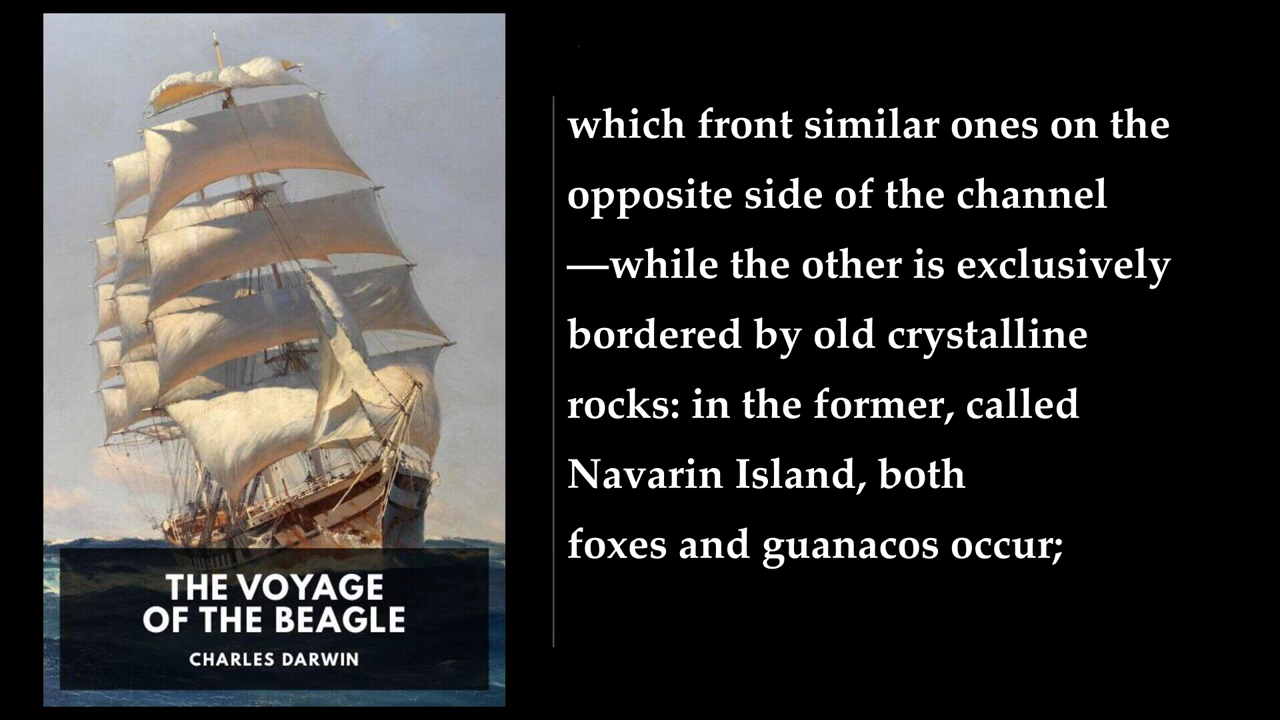 THE VOYAGE
OF THE BEAGLE
CHARLES DARWIN
which front similar ones on the
opposite side of the channel
—while the other is exclusively
bordered by old crystalline
rocks: in the former, called
Navarin Island, both
foxes and guanacos occur;